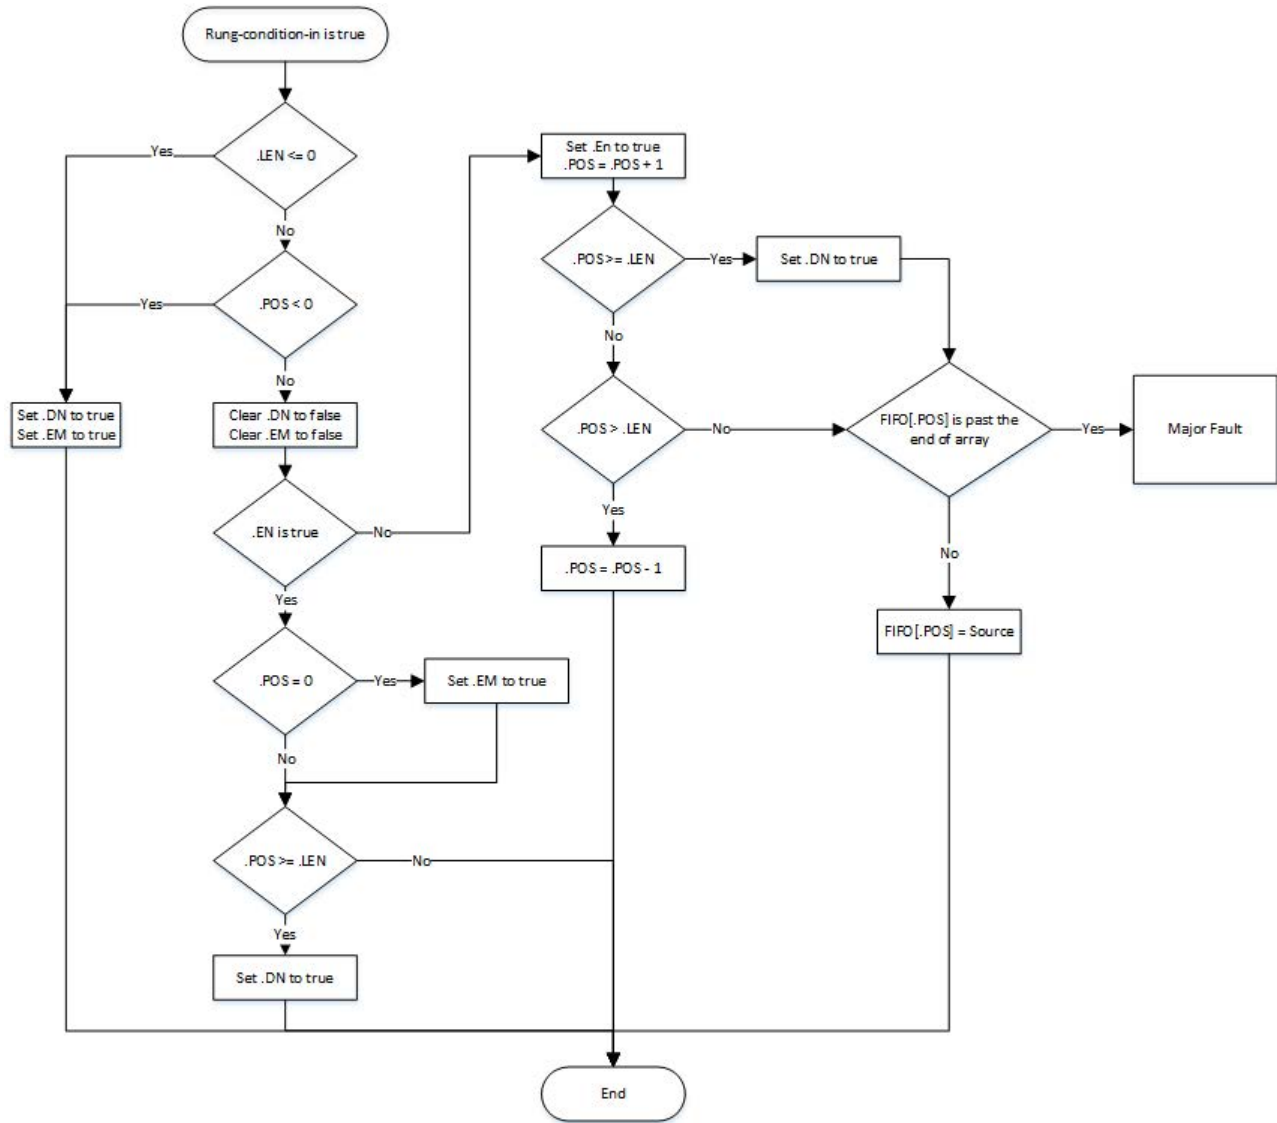 Rung-condition-in is true
.LEN <= 0
Yes
No
.POS < 0
Yes
No
Set .DN to true
Set .EM to true
Clear .DN to false
Clear .EM to false
.EN is true
No
Yes
.POS = 0
Yes
Set .EM to true
No
.POS >= .LEN
No
Yes
Set .DN to true
Set .En to true
.POS = .POS + 1
.POS >= .LEN
Yes
Set .DN to true
No
.POS > .LEN
No
Yes
.POS = .POS - 1
FIFO[.POS] is past the
end of array
Yes
Major Fault
No
FIFO[.POS] = Source
End